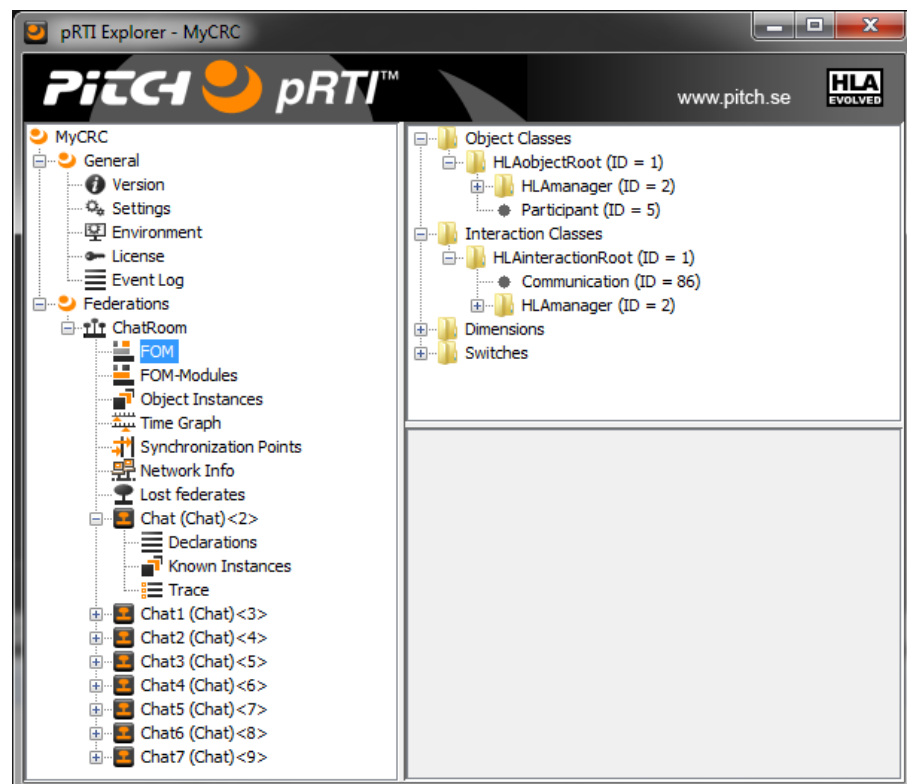 pRTI Explorer - MyCRC
PITCH pRTI™
www.pitch.se
HLA
EVOLVED
MyCRC
General
Version
Settings
Environment
License
Event Log
Federations
ChatRoom
FOM
FOM-Modules
Object Instances
Time Graph
Synchronization Points
Network Info
Lost federates
Chat (Chat)<2>
Declarations
Known Instances
Trace
Chat1 (Chat)<3>
Chat2 (Chat)<4>
Chat3 (Chat)<5>
Chat4 (Chat)<6>
Chat5 (Chat)<7>
Chat6 (Chat)<8>
Chat7 (Chat)<9>
Object Classes
HLAobjectRoot (ID = 1)
HLAmanager (ID = 2)
Participant (ID = 5)
Interaction Classes
HLAinteractionRoot (ID = 1)
Communication (ID = 86)
HLAmanager (ID = 2)
Dimensions
Switches